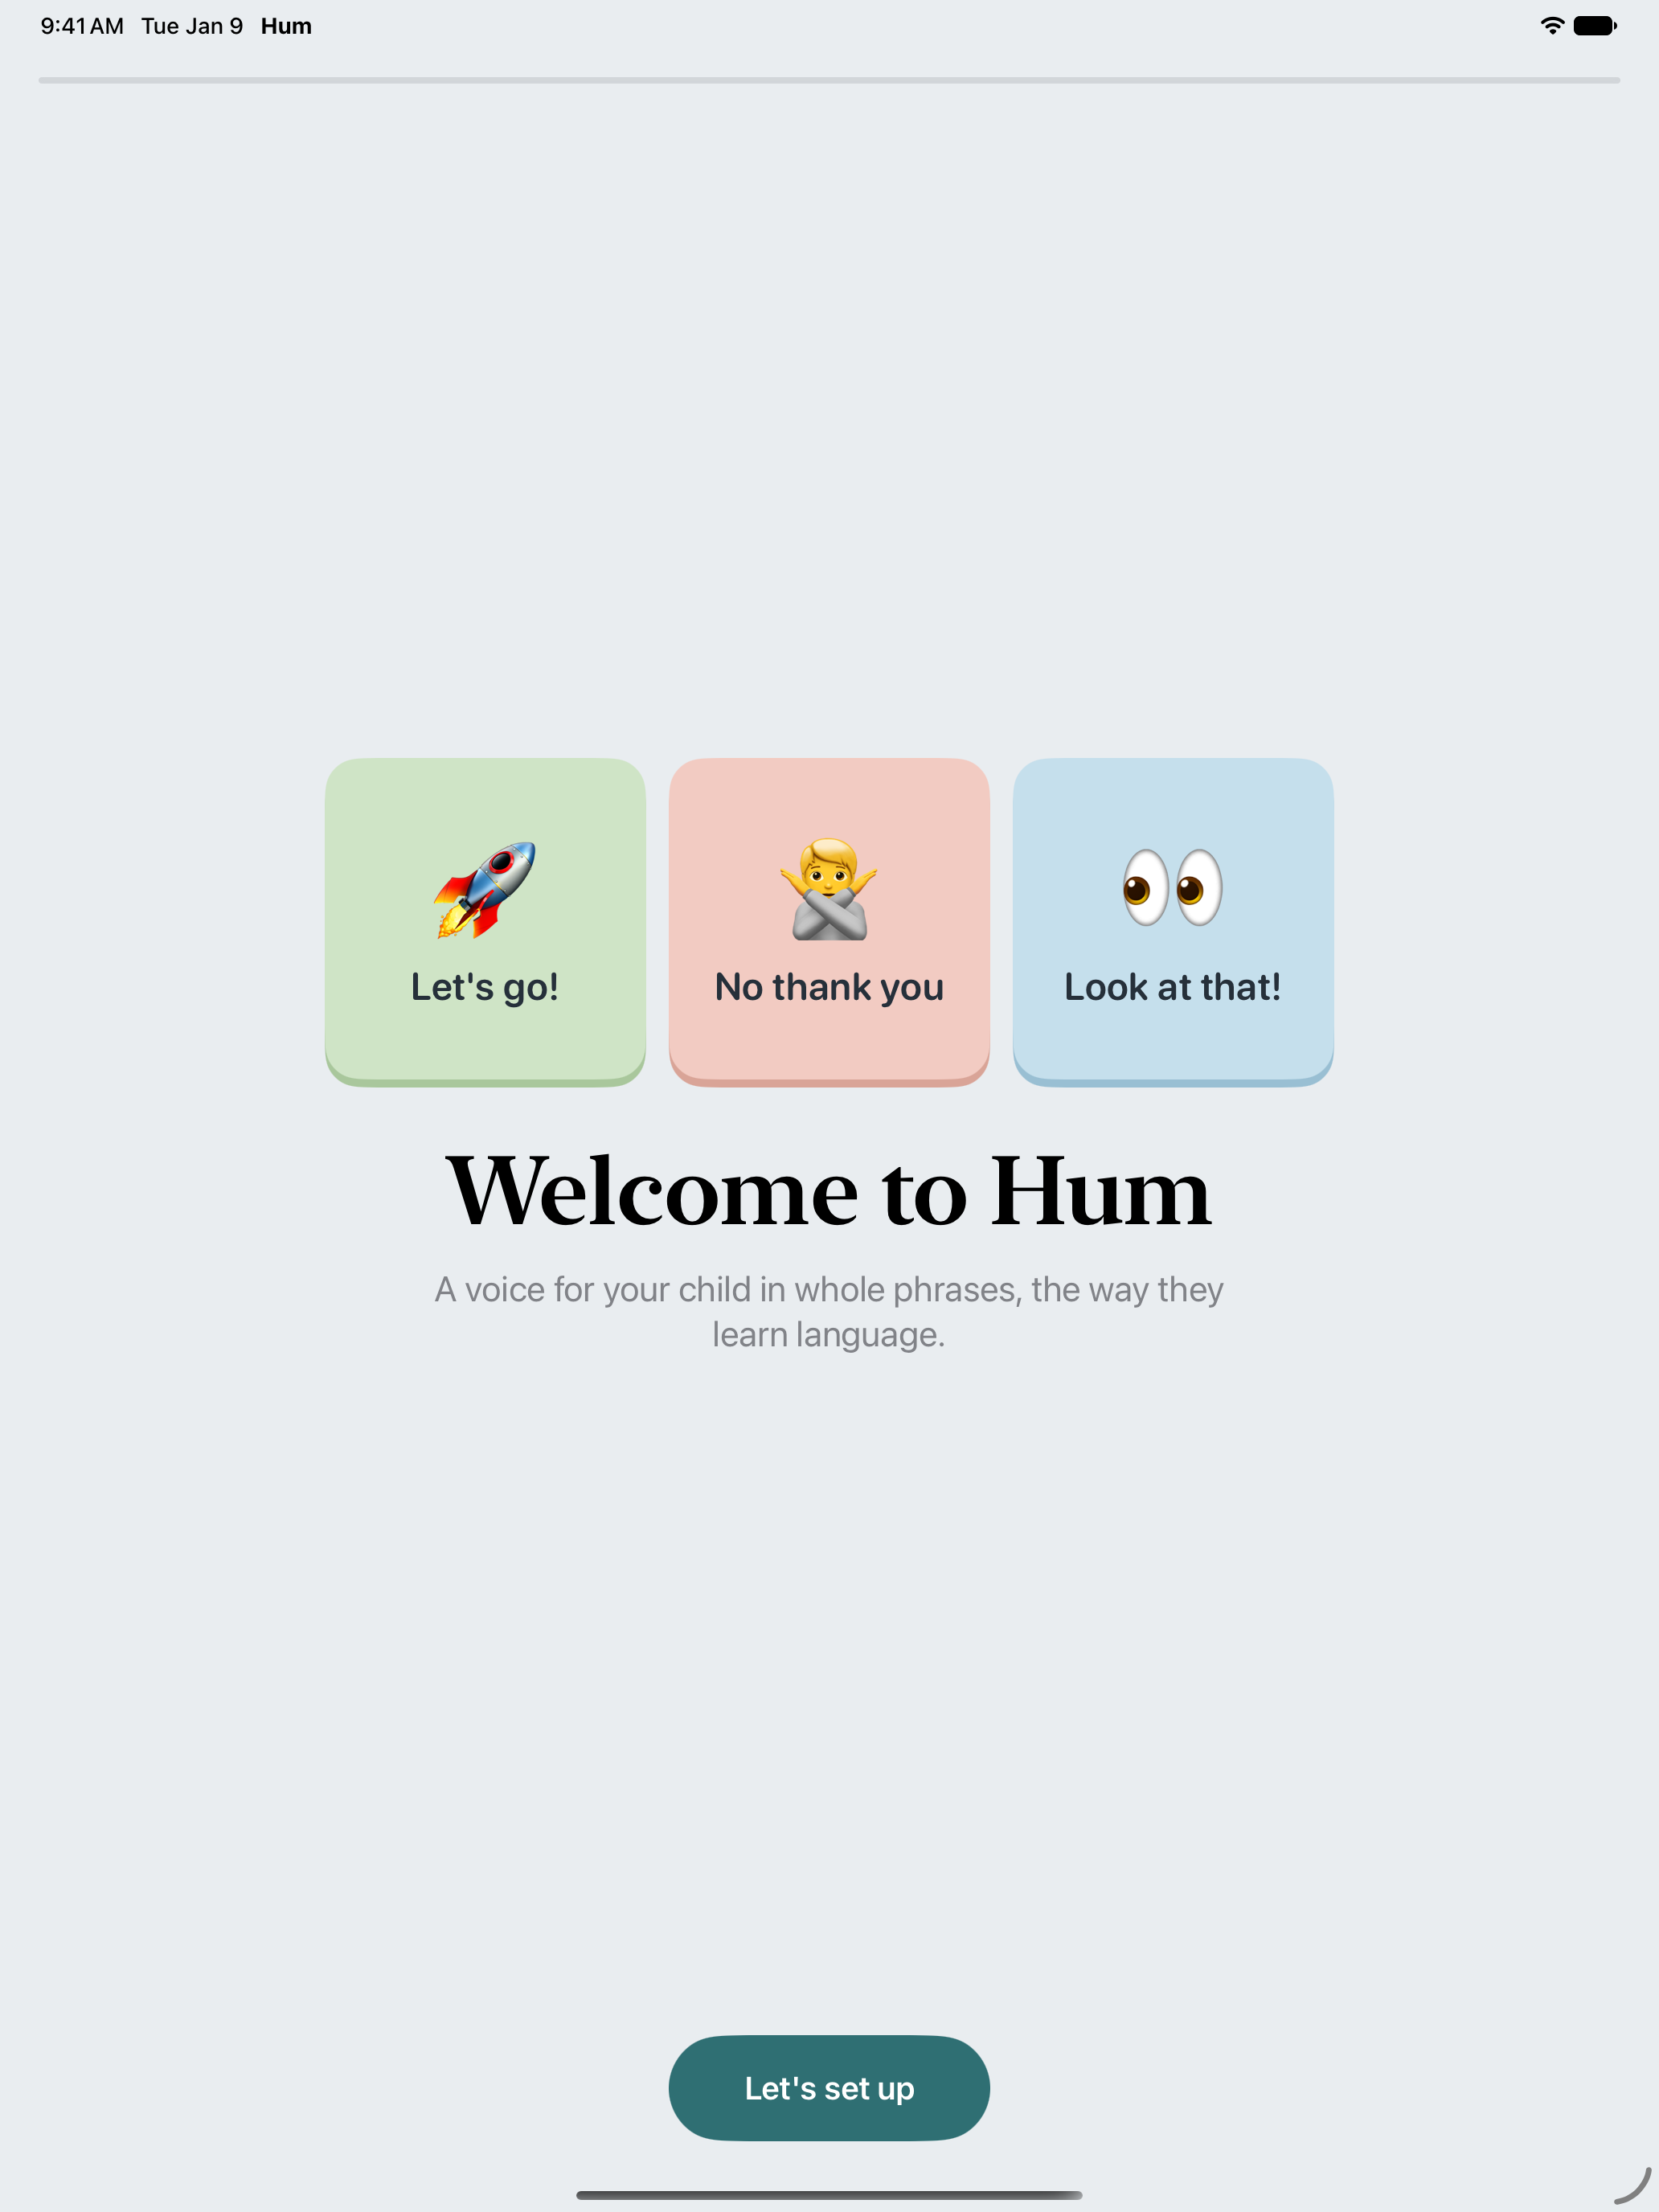 9:41 AM Tue Jan 9 Hum
Let's go!
No thank you
Look at that!
Welcome to Hum
A voice for your child in whole phrases, the way they
learn language.
Let's set up